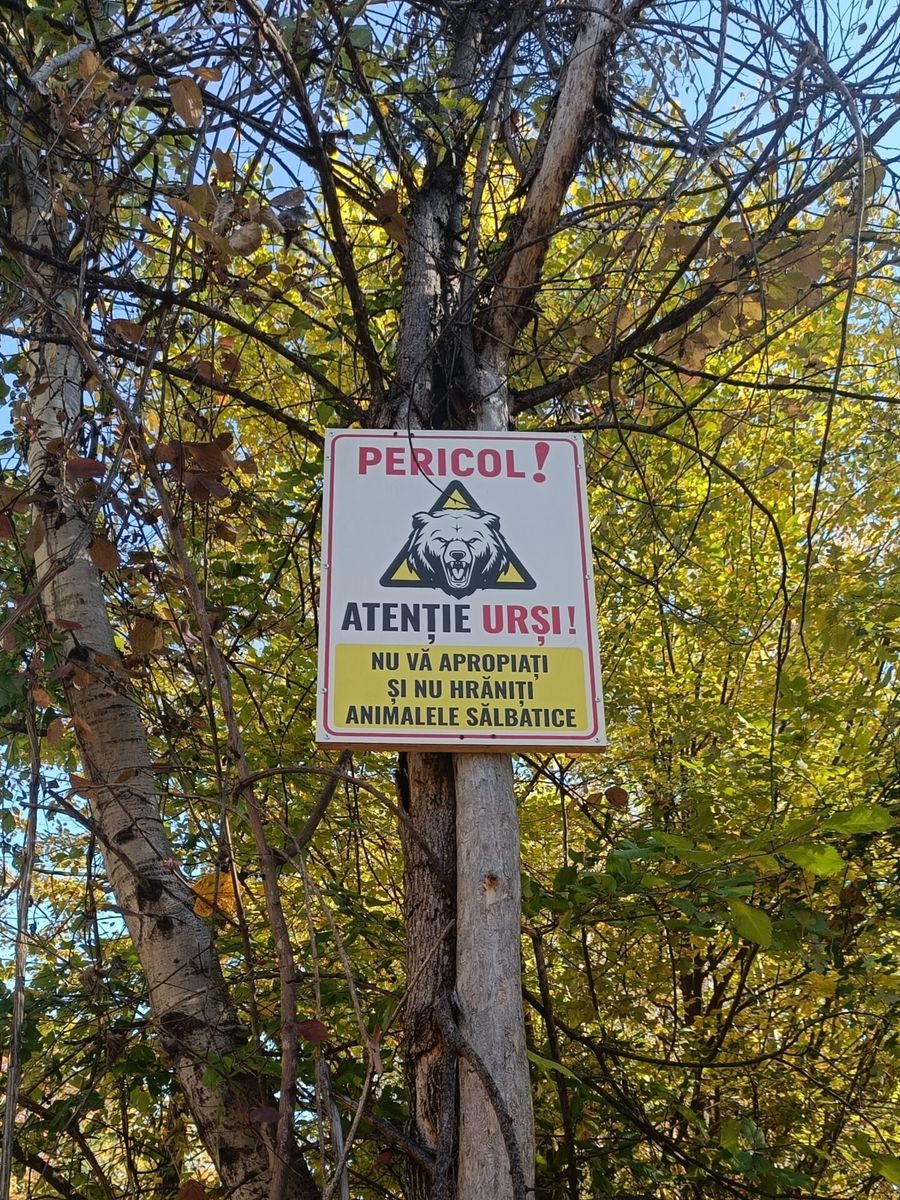 PERICOL!
ATENȚIE URȘI!
NU VĂ APROPIAȚI
ȘI NU HRĂNIȚI
ANIMALELE SĂLBATICE